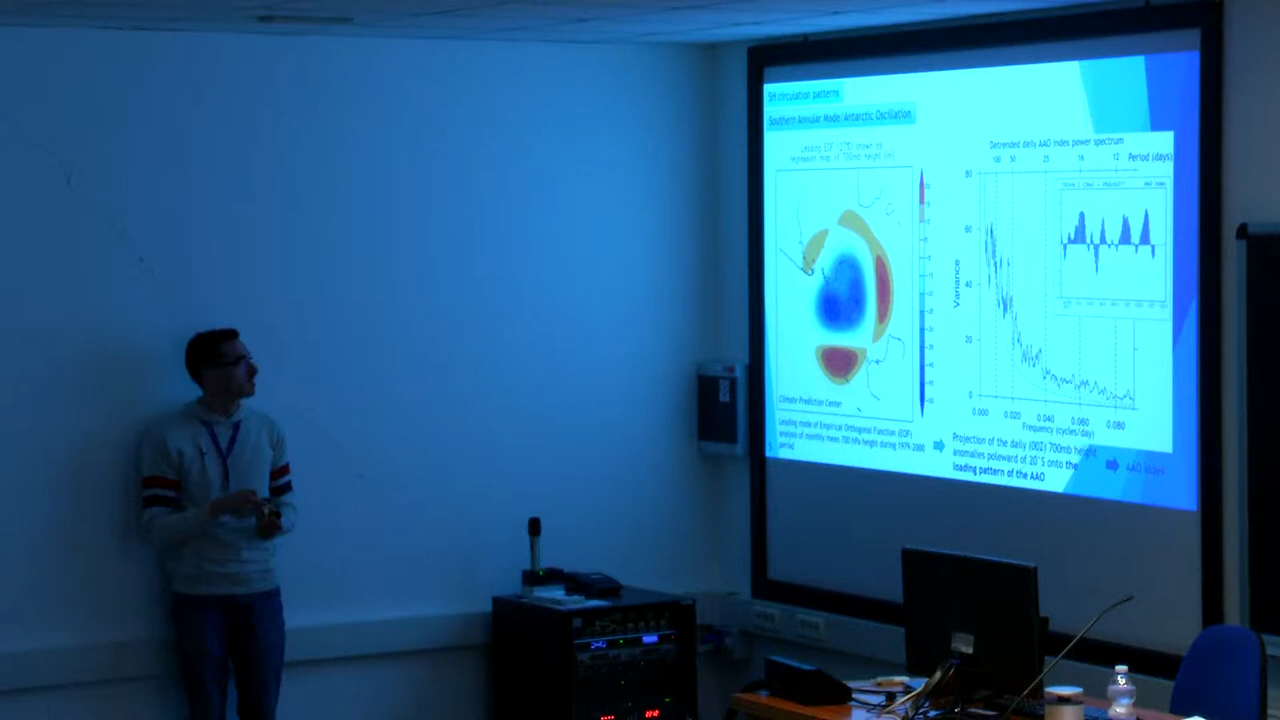 SH circulation patterns
Southern Annular Mode/Antarctic Oscillation
Leading EOF (27%) shown as
regression map of 700mb height (m)
Climate Prediction Center
Leading mode of Empirical Orthogonal Function (EOF)
analysis of monthly mean 700 hPa height during 1979-2000
period
5
Detrended daily AAO index power spectrum
100 50 25 16 12 Period (days)
80
60
40
20
0
Variance
0.000 0.020 0.040 0.060 0.080
Frequency (cycles/day)
Projection of the daily (00Z) 700mb height
anomalies poleward of 20°S onto the
loading pattern of the AAO
AAO index